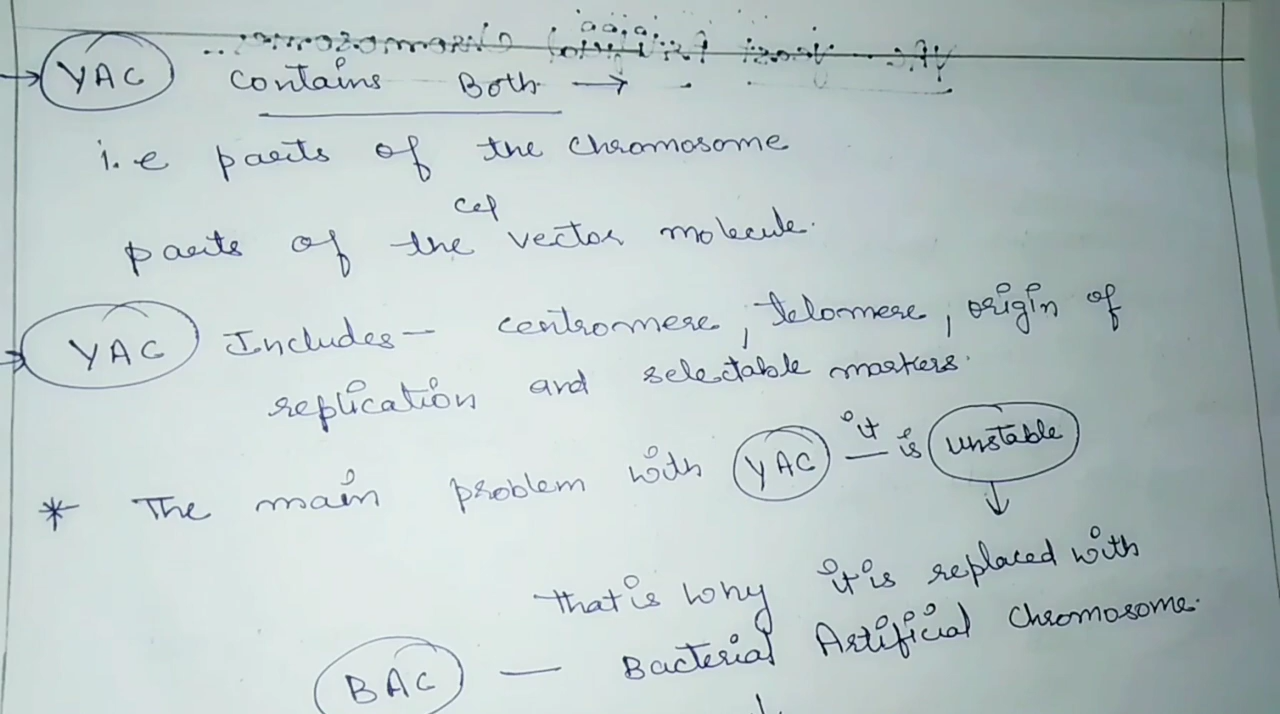 YAC contains Both →
i.e parts of the chromosome
parts of the vector molecule.
YAC Includes - centromere, telomere, origin of
replication and selectable markers.
* The main problem with YAC — it is unstable
↓
that is why it is replaced with
BAC — Bacterial Artificial Chromosome.